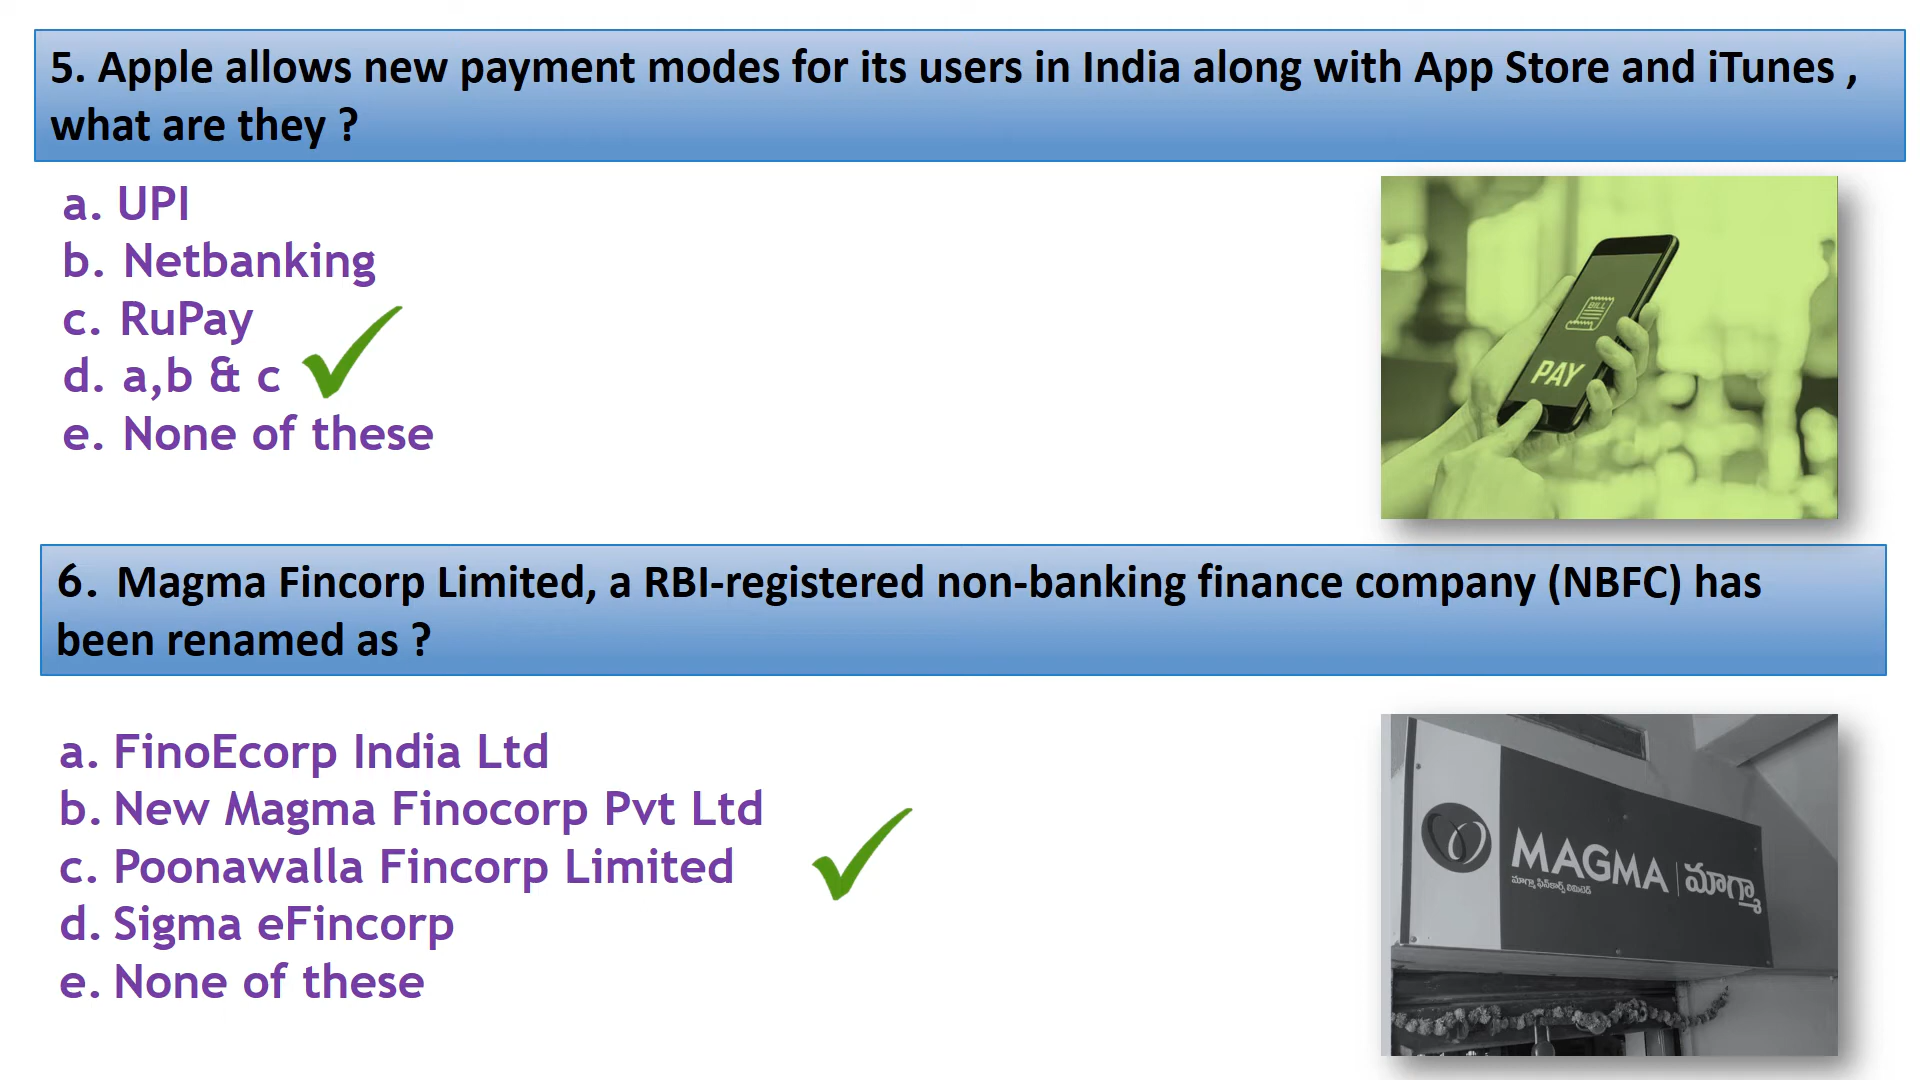 5. Apple allows new payment modes for its users in India along with App Store and iTunes ,
what are they ?
a. UPI
b. Netbanking
c. RuPay
d. a,b & c
e. None of these
BILL
PAY
6. Magma Fincorp Limited, a RBI-registered non-banking finance company (NBFC) has
been renamed as ?
a. FinoEcorp India Ltd
b. New Magma Finocorp Pvt Ltd
c. Poonawalla Fincorp Limited
d. Sigma eFincorp
e. None of these
MAGMA | మాగ్మా
మాగ్మా ఫిన్‌కార్ప్ లిమిటెడ్